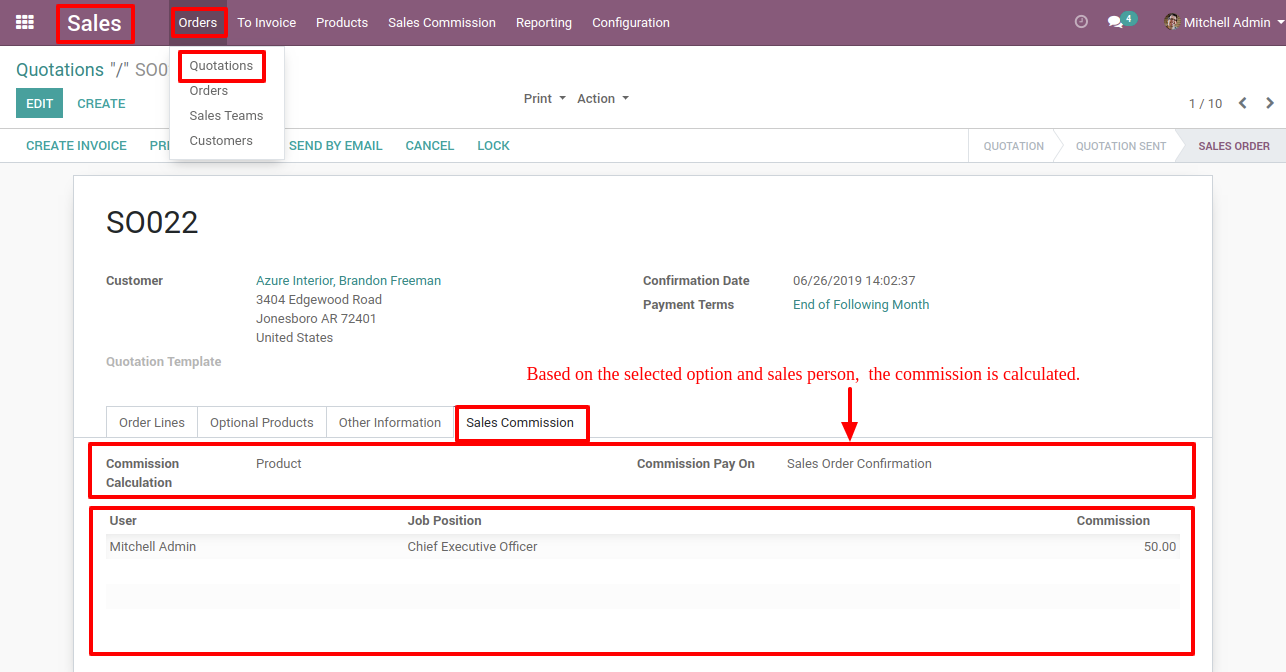 Sales
Orders
To Invoice
Products
Sales Commission
Reporting
Configuration
4
Mitchell Admin
Quotations "/" SO0
Quotations
Orders
Sales Teams
Customers
EDIT
CREATE
Print
Action
1 / 10
CREATE INVOICE
PRI
SEND BY EMAIL
CANCEL
LOCK
QUOTATION
QUOTATION SENT
SALES ORDER
SO022
Customer
Azure Interior, Brandon Freeman
3404 Edgewood Road
Jonesboro AR 72401
United States
Confirmation Date
06/26/2019 14:02:37
Payment Terms
End of Following Month
Quotation Template
Based on the selected option and sales person, the commission is calculated.
Order Lines
Optional Products
Other Information
Sales Commission
Commission
Calculation
Product
Commission Pay On
Sales Order Confirmation
User
Job Position
Commission
Mitchell Admin
Chief Executive Officer
50.00